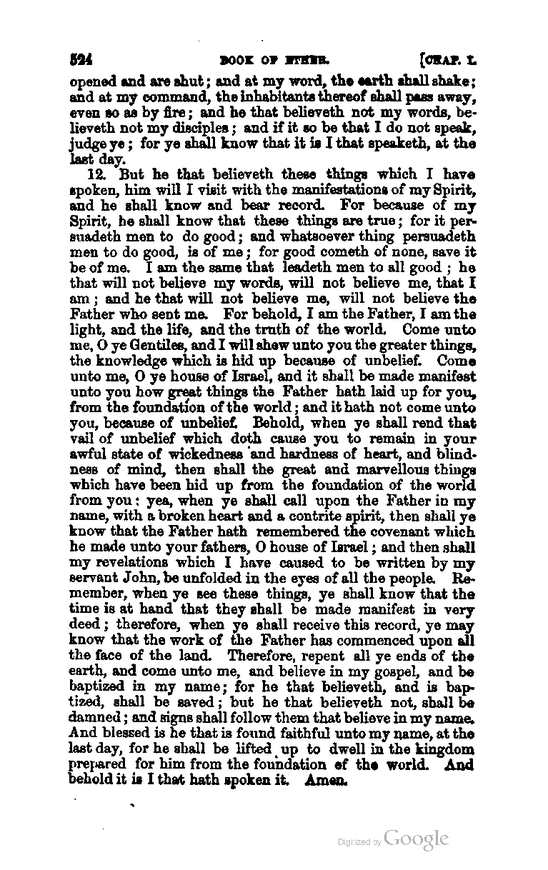 524 BOOK OF ETHER. [CHAP. I.
opened and are shut; and at my word, the earth shall shake;
and at my command, the inhabitants thereof shall pass away,
even so as by fire; and he that believeth not my words, be-
lieveth not my disciples; and if it so be that I do not speak,
judge ye; for ye shall know that it is I that speaketh, at the
last day.
12. But he that believeth these things which I have
spoken, him will I visit with the manifestations of my Spirit,
and he shall know and bear record. For because of my
Spirit, he shall know that these things are true; for it per-
suadeth men to do good; and whatsoever thing persuadeth
men to do good, is of me; for good cometh of none, save it
be of me. I am the same that leadeth men to all good; he
that will not believe my words, will not believe me, that I
am; and he that will not believe me, will not believe the
Father who sent me. For behold, I am the Father, I am the
light, and the life, and the truth of the world. Come unto
me, O ye Gentiles, and I will shew unto you the greater things,
the knowledge which is hid up because of unbelief. Come
unto me, O ye house of Israel, and it shall be made manifest
unto you how great things the Father hath laid up for you,
from the foundation of the world; and it hath not come unto
you, because of unbelief. Behold, when ye shall rend that
vail of unbelief which doth cause you to remain in your
awful state of wickedness and hardness of heart, and blind-
ness of mind, then shall the great and marvellous things
which have been hid up from the foundation of the world
from you: yea, when ye shall call upon the Father in my
name, with a broken heart and a contrite spirit, then shall ye
know that the Father hath remembered the covenant which
he made unto your fathers, O house of Israel; and then shall
my revelations which I have caused to be written by my
servant John, be unfolded in the eyes of all the people. Re-
member, when ye see these things, ye shall know that the
time is at hand that they shall be made manifest in very
deed; therefore, when ye shall receive this record, ye may
know that the work of the Father has commenced upon all
the face of the land. Therefore, repent all ye ends of the
earth, and come unto me, and believe in my gospel, and be
baptized in my name; for he that believeth, and is bap-
tized, shall be saved; but he that believeth not, shall be
damned; and signs shall follow them that believe in my name.
And blessed is he that is found faithful unto my name, at the
last day, for he shall be lifted up to dwell in the kingdom
prepared for him from the foundation of the world. And
behold it is I that hath spoken it. Amen.
Digitized by Google